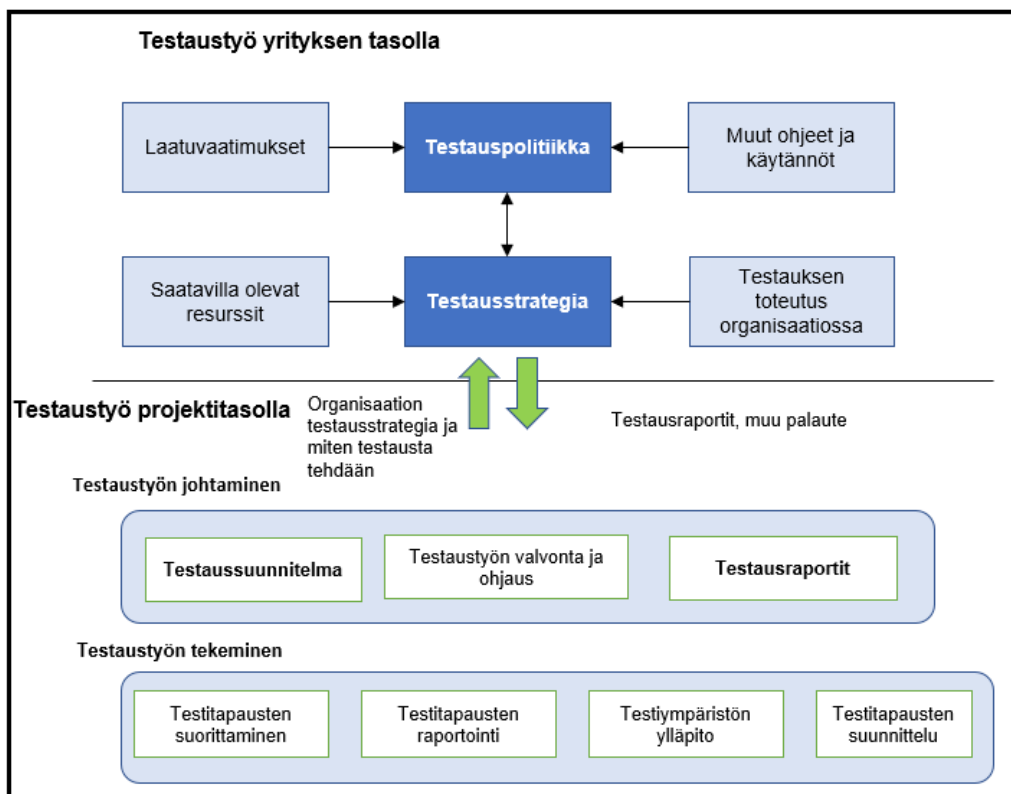 Testaustyö yrityksen tasolla
Laatuvaatimukset
Testauspolitiikka
Muut ohjeet ja
käytännöt
Saatavilla olevat
resurssit
Testausstrategia
Testauksen
toteutus
organisaatiossa
Testaustyö projektitasolla
Organisaation
testausstrategia ja
miten testausta
tehdään
Testausraportit, muu palaute
Testaustyön johtaminen
Testaussuunnitelma
Testaustyön valvonta ja
ohjaus
Testausraportit
Testaustyön tekeminen
Testitapausten
suorittaminen
Testitapausten
raportointi
Testiympäristön
ylläpito
Testitapausten
suunnittelu